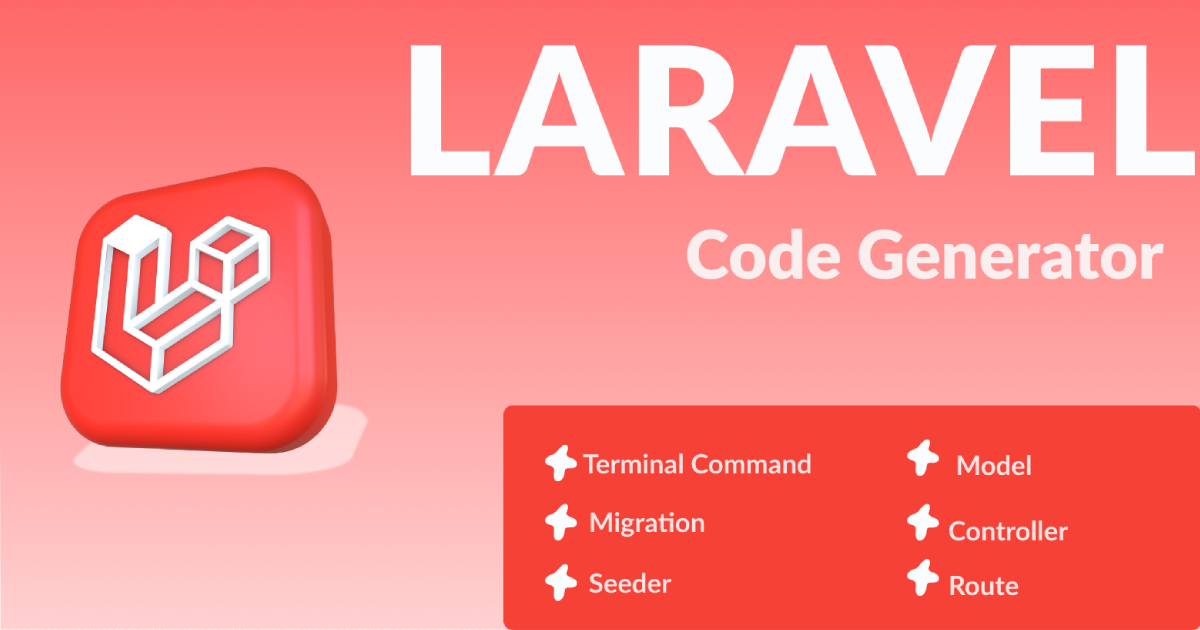 LARAVEL
Code Generator
Terminal Command
Migration
Seeder
Model
Controller
Route